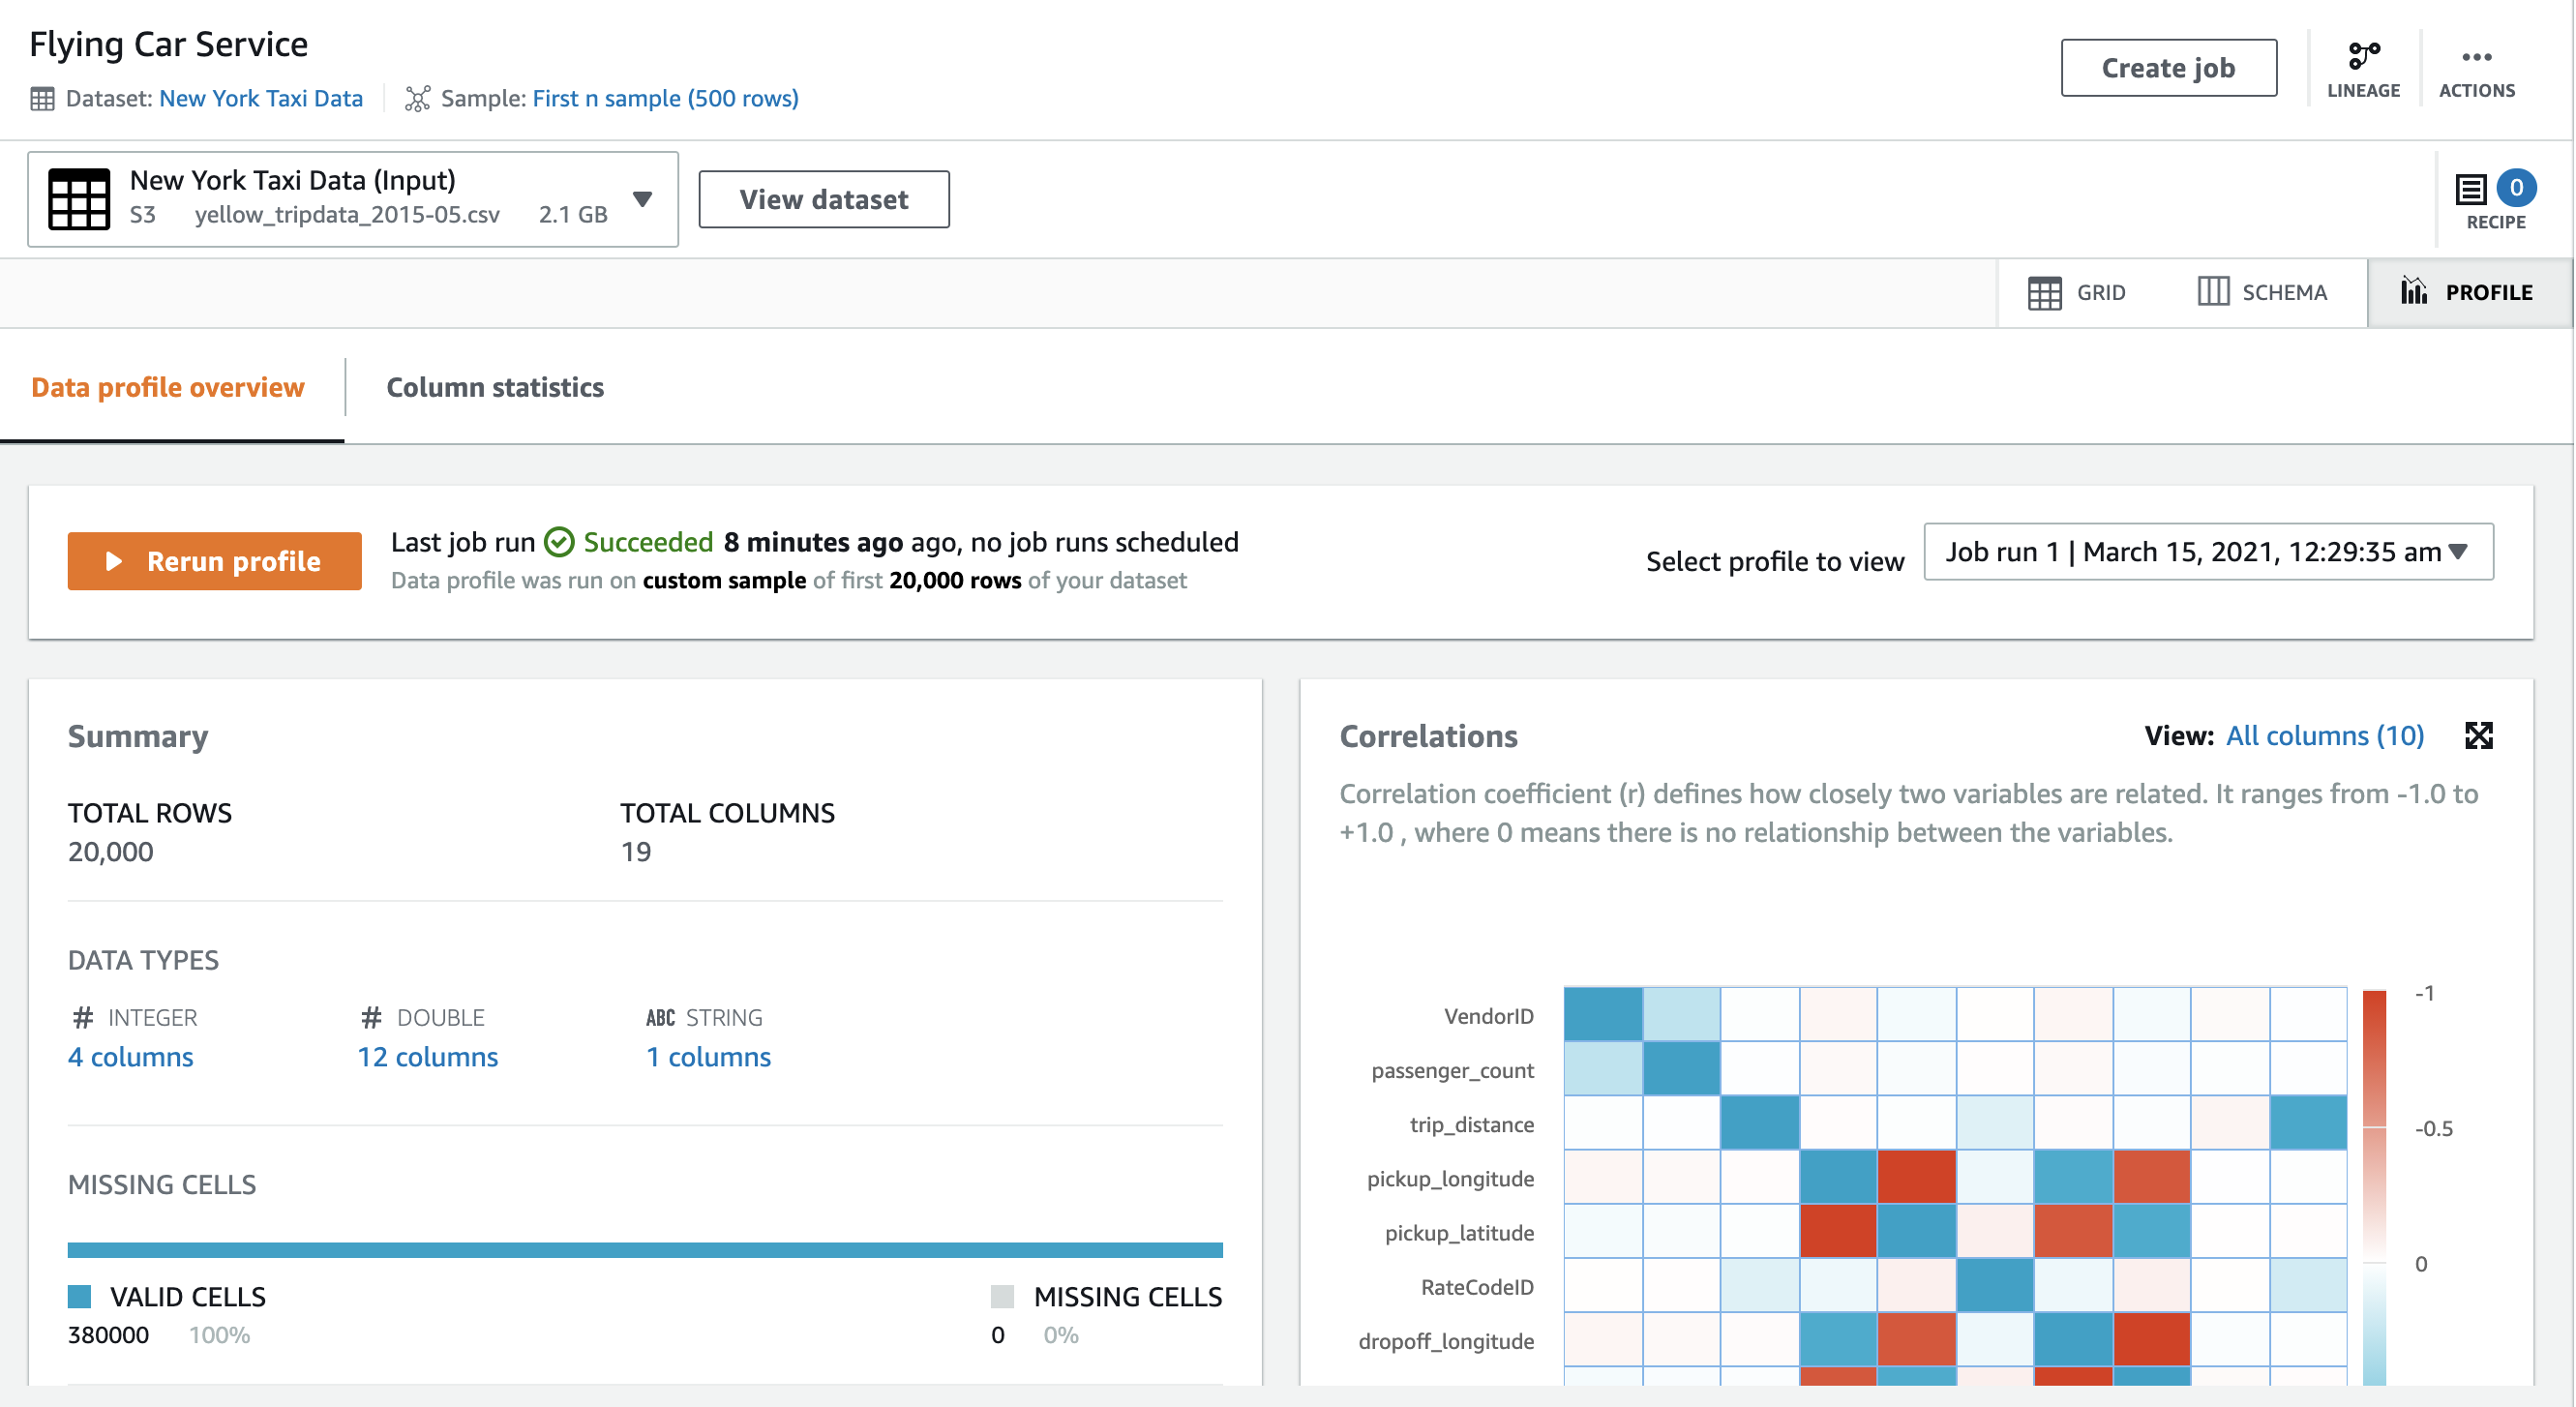 Flying Car Service
Dataset: New York Taxi Data
Sample: First n sample (500 rows)
Create job
LINEAGE
ACTIONS
New York Taxi Data (Input)
S3 yellow_tripdata_2015-05.csv 2.1 GB
View dataset
0
RECIPE
GRID
SCHEMA
PROFILE
Data profile overview
Column statistics
Rerun profile
Last job run Succeeded 8 minutes ago ago, no job runs scheduled
Data profile was run on custom sample of first 20,000 rows of your dataset
Select profile to view
Job run 1 | March 15, 2021, 12:29:35 am
Summary
TOTAL ROWS
20,000
TOTAL COLUMNS
19
DATA TYPES
# INTEGER
4 columns
# DOUBLE
12 columns
ABC STRING
1 columns
MISSING CELLS
VALID CELLS
380000 100%
MISSING CELLS
0 0%
Correlations
View: All columns (10)
Correlation coefficient (r) defines how closely two variables are related. It ranges from -1.0 to
+1.0 , where 0 means there is no relationship between the variables.
VendorID
passenger_count
trip_distance
pickup_longitude
pickup_latitude
RateCodeID
dropoff_longitude
-1
-0.5
0